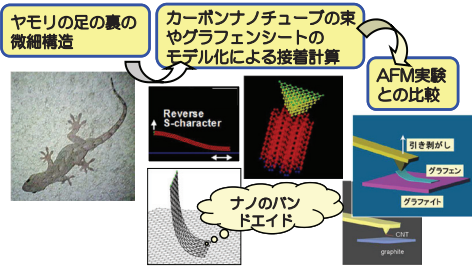 ヤモリの足の裏の
微細構造
カーボンナノチューブの束
やグラフェンシートの
モデル化による接着計算
AFM実験
との比較
Reverse
S-character
引き剥がし
グラフェン
グラファイト
ナノのバン
ドエイド
CNT
graphite